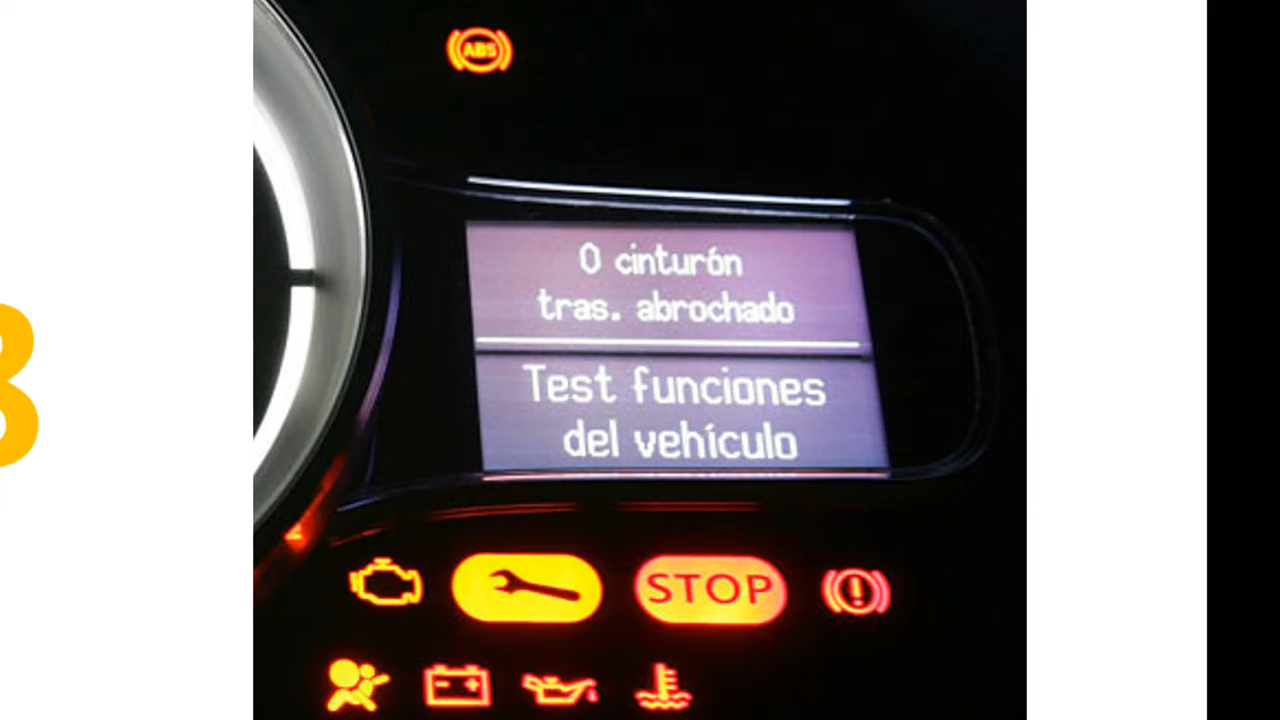 ABS
0 cinturón
tras. abrochado
Test funciones
del vehículo
STOP